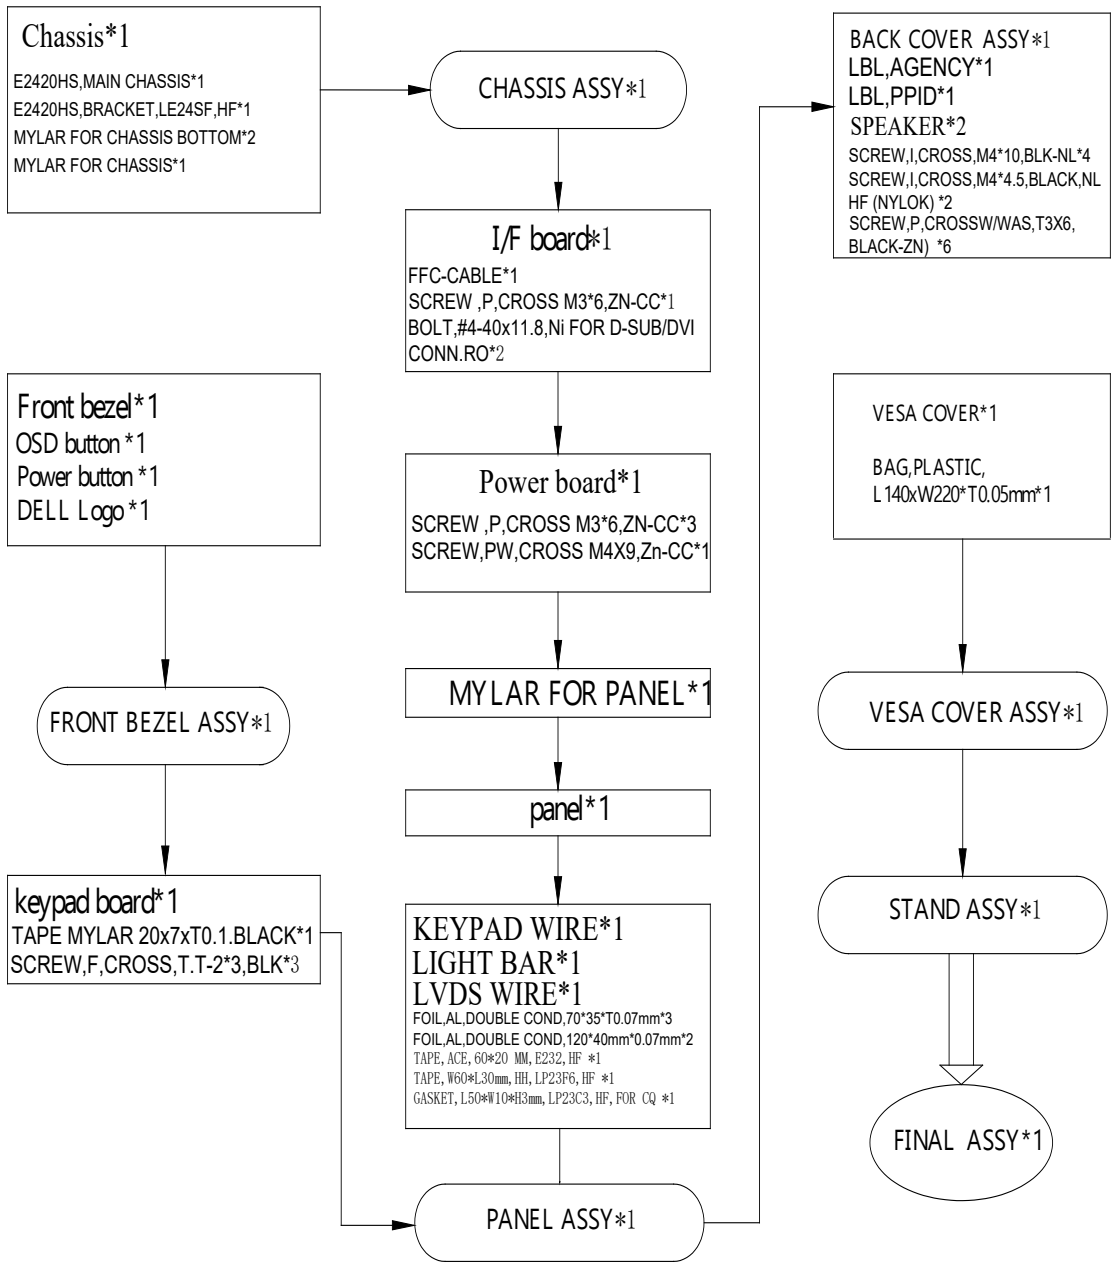 Chassis*1
E2420HS,MAIN CHASSIS*1
E2420HS,BRACKET,LE24SF,HF*1
MYLAR FOR CHASSIS BOTTOM*2
MYLAR FOR CHASSIS*1
CHASSIS ASSY*1
I/F board*1
FFC-CABLE*1
SCREW ,P,CROSS M3*6,ZN-CC*1
BOLT,#4-40x11.8,Ni FOR D-SUB/DVI
CONN.RO*2
Power board*1
SCREW ,P,CROSS M3*6,ZN-CC*3
SCREW,PW,CROSS M4X9,Zn-CC*1
MYLAR FOR PANEL*1
panel*1
KEYPAD WIRE*1
LIGHT BAR*1
LVDS WIRE*1
FOIL,AL,DOUBLE COND,70*35*T0.07mm*3
FOIL,AL,DOUBLE COND,120*40mm*0.07mm*2
TAPE,ACE,60*20 MM,E232,HF *1
TAPE,W60*L30mm,HH,LP23F6,HF *1
GASKET,L50*W10*H3mm,LP23C3,HF,FOR CQ *1
Front bezel*1
OSD button*1
Power button*1
DELL Logo*1
FRONT BEZEL ASSY*1
keypad board*1
TAPE MYLAR 20x7xT0.1.BLACK*1
SCREW,F,CROSS,T.T-2*3,BLK*3
PANEL ASSY*1
BACK COVER ASSY*1
LBL,AGENCY*1
LBL,PPID*1
SPEAKER*2
SCREW,I,CROSS,M4*10,BLK-NL*4
SCREW,I,CROSS,M4*4.5,BLACK,NL
HF (NYLOK) *2
SCREW,P,CROSSW/WAS,T3X6,
BLACK-ZN) *6
VESA COVER*1
BAG,PLASTIC,
L140xW220*T0.05mm*1
VESA COVER ASSY*1
STAND ASSY*1
FINAL ASSY*1